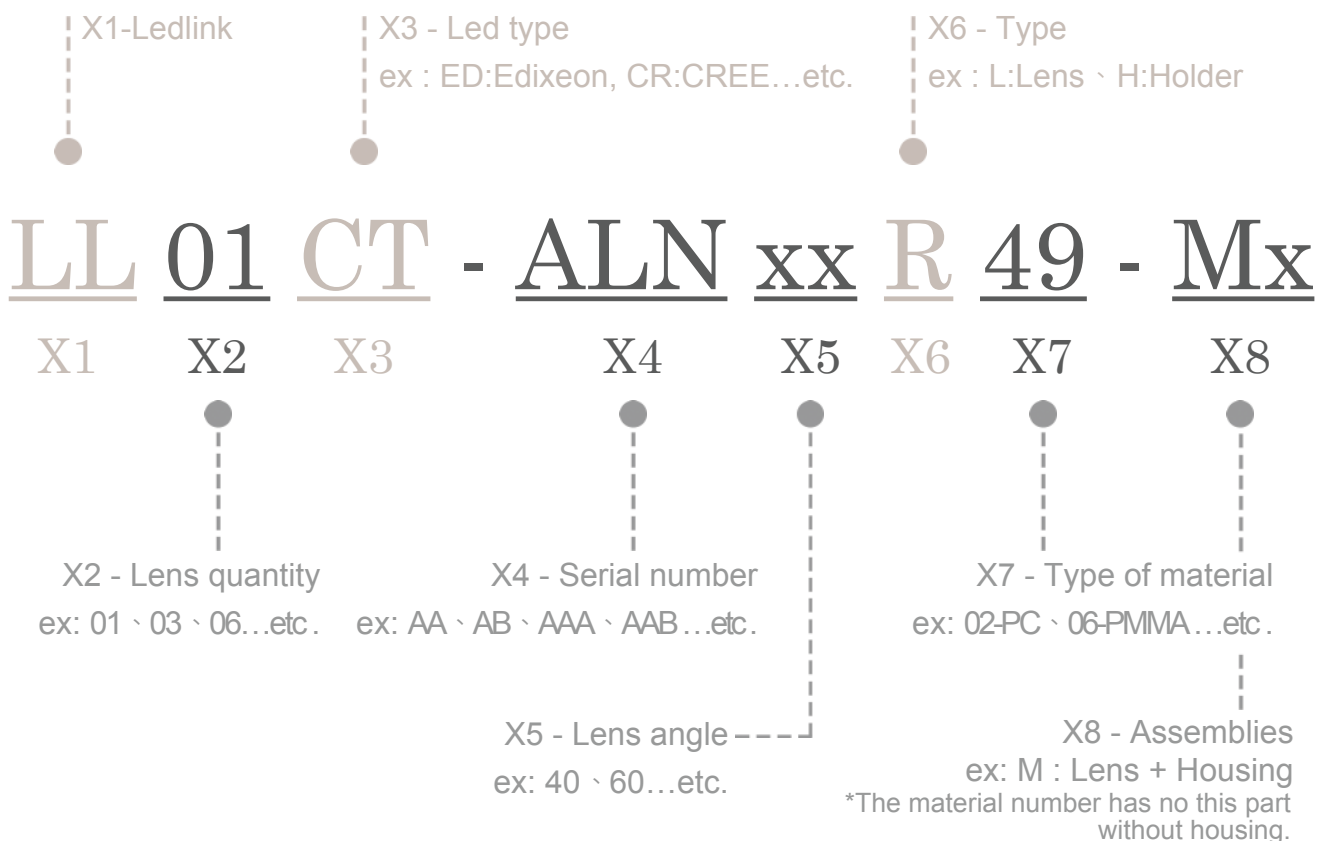 X1-Ledlink
X3 - Led type
ex : ED:Edixeon, CR:CREE…etc.
X6 - Type
ex : L:Lens、H:Holder
LL 01 CT - ALN xx R 49 - Mx
X1 X2 X3 X4 X5 X6 X7 X8
X2 - Lens quantity
ex: 01、03、06…etc.
X4 - Serial number
ex: AA、AB、AAA、AAB…etc.
X7 - Type of material
ex: 02-PC、06-PMMA…etc.
X5 - Lens angle
ex: 40、60…etc.
X8 - Assemblies
ex: M : Lens + Housing
*The material number has no this part
without housing.